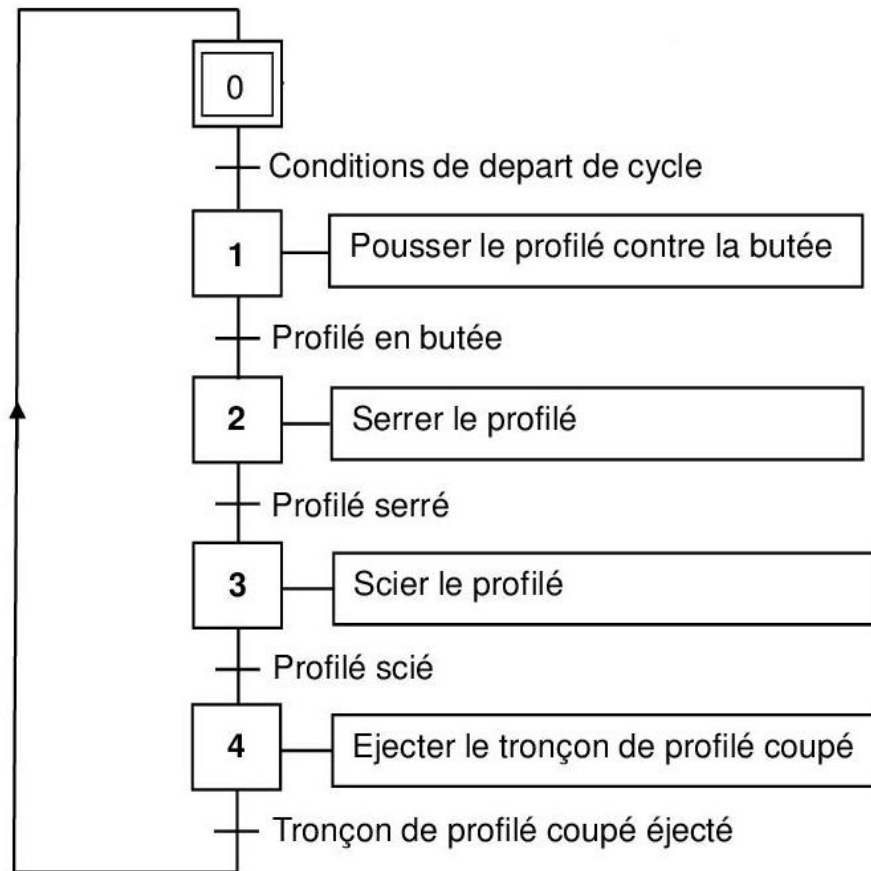 0
Conditions de depart de cycle
1
Pousser le profilé contre la butée
Profilé en butée
2
Serrer le profilé
Profilé serré
3
Scier le profilé
Profilé scié
4
Ejecter le tronçon de profilé coupé
Tronçon de profilé coupé éjecté